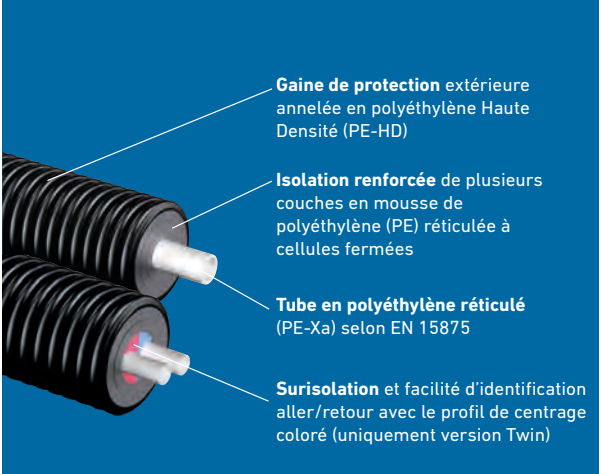 Gaine de protection extérieure
annelée en polyéthylène Haute
Densité (PE-HD)
Isolation renforcée de plusieurs
couches en mousse de
polyéthylène (PE) réticulée à
cellules fermées
Tube en polyéthylène réticulé
(PE-Xa) selon EN 15875
Surisolation et facilité d'identification
aller/retour avec le profil de centrage
coloré (uniquement version Twin)